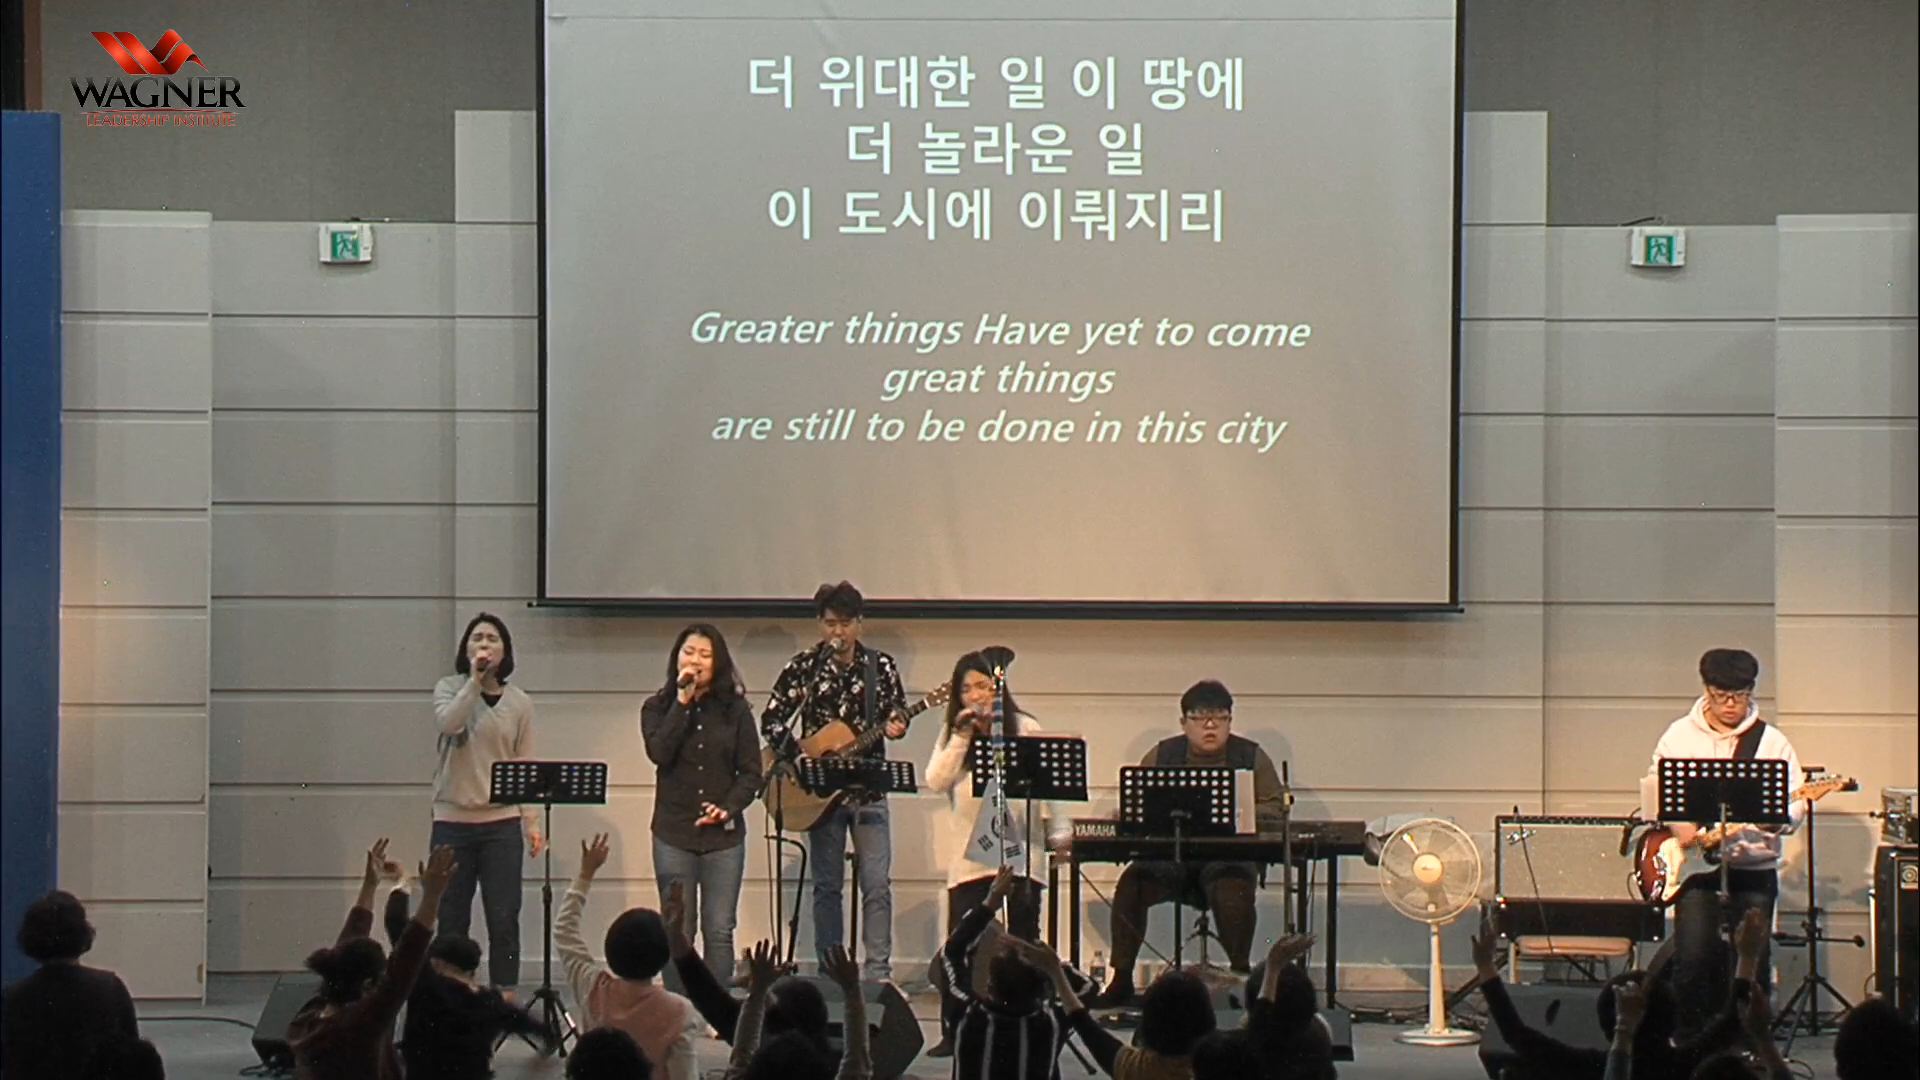 WAGNER
LEADERSHIP INSTITUTE
더 위대한 일 이 땅에
더 놀라운 일
이 도시에 이뤄지리
Greater things Have yet to come
great things
are still to be done in this city
YAMAHA